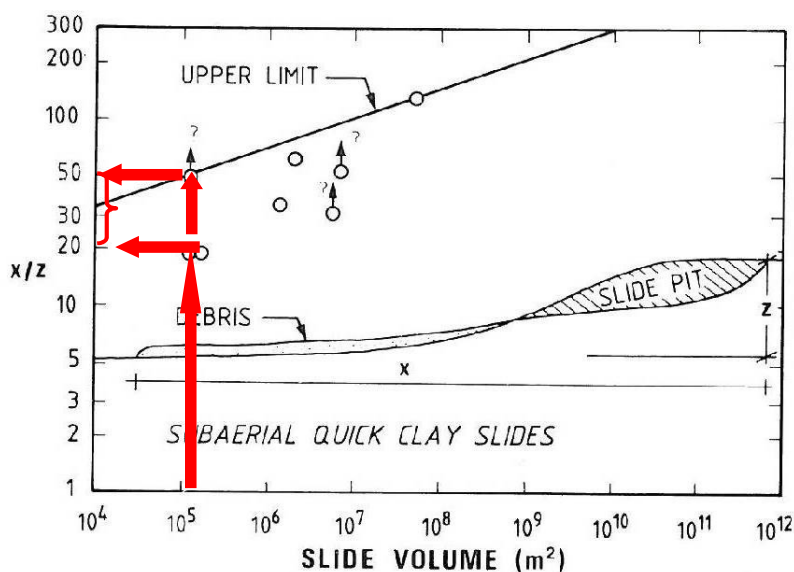 300
200
100
50
30
20
10
5
3
2
1
x/z
UPPER LIMIT
?
?
?
SLIDE PIT
z
DEBRIS
x
SUBAERIAL QUICK CLAY SLIDES
10⁴ 10⁵ 10⁶ 10⁷ 10⁸ 10⁹ 10¹⁰ 10¹¹ 10¹²
SLIDE VOLUME (m²)